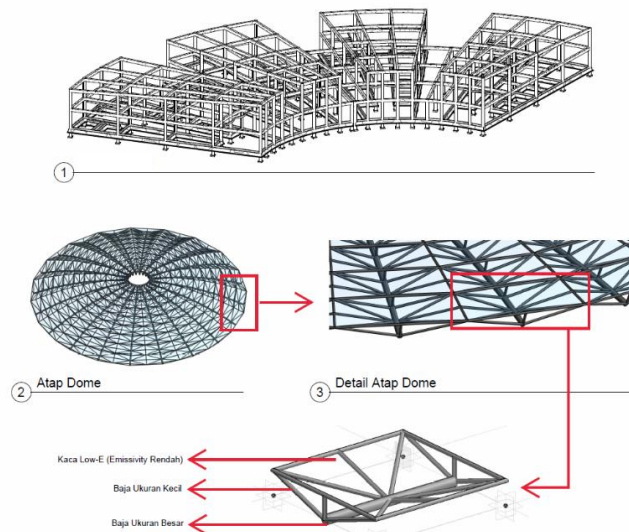 1
2 Atap Dome
3 Detail Atap Dome
Kaca Low-E (Emissivity Rendah)
Baja Ukuran Kecil
Baja Ukuran Besar